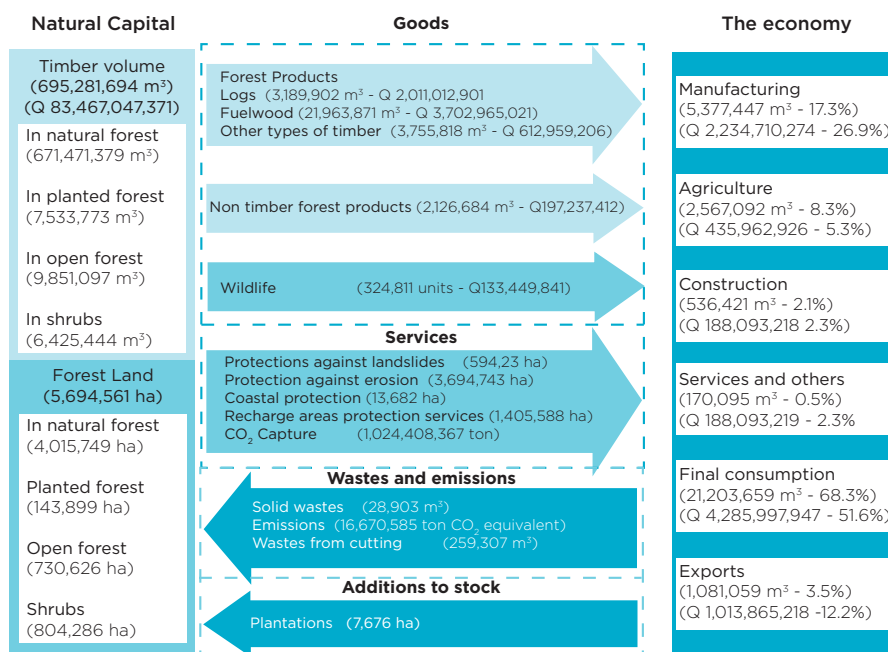 Natural Capital
Timber volume
(695,281,694 m³)
(Q 83,467,047,371)
In natural forest
(671,471,379 m³)
In planted forest
(7,533,773 m³)
In open forest
(9,851,097 m³)
In shrubs
(6,425,444 m³)
Forest Land
(5,694,561 ha)
In natural forest
(4,015,749 ha)
Planted forest
(143,899 ha)
Open forest
(730,626 ha)
Shrubs
(804,286 ha)
Goods
Forest Products
Logs (3,189,902 m³ - Q 2,011,012,901
Fuelwood (21,963,871 m³ - Q 3,702,965,021)
Other types of timber (3,755,818 m³ - Q 612,959,206)
Non timber forest products (2,126,684 m³ - Q197,237,412)
Wildlife (324,811 units - Q133,449,841)
Services
Protections against landslides (594,23 ha)
Protection against erosion (3,694,743 ha)
Coastal protection (13,682 ha)
Recharge areas protection services (1,405,588 ha)
CO₂ Capture (1,024,408,367 ton)
Wastes and emissions
Solid wastes (28,903 m³)
Emissions (16,670,585 ton CO₂ equivalent)
Wastes from cutting (259,307 m³)
Additions to stock
Plantations (7,676 ha)
The economy
Manufacturing
(5,377,447 m³ - 17.3%)
(Q 2,234,710,274 - 26.9%)
Agriculture
(2,567,092 m³ - 8.3%)
(Q 435,962,926 - 5.3%)
Construction
(536,421 m³ - 2.1%)
(Q 188,093,218 2.3%)
Services and others
(170,095 m³ - 0.5%)
(Q 188,093,219 - 2.3%
Final consumption
(21,203,659 m³ - 68.3%)
(Q 4,285,997,947 - 51.6%)
Exports
(1,081,059 m³ - 3.5%)
(Q 1,013,865,218 -12.2%)